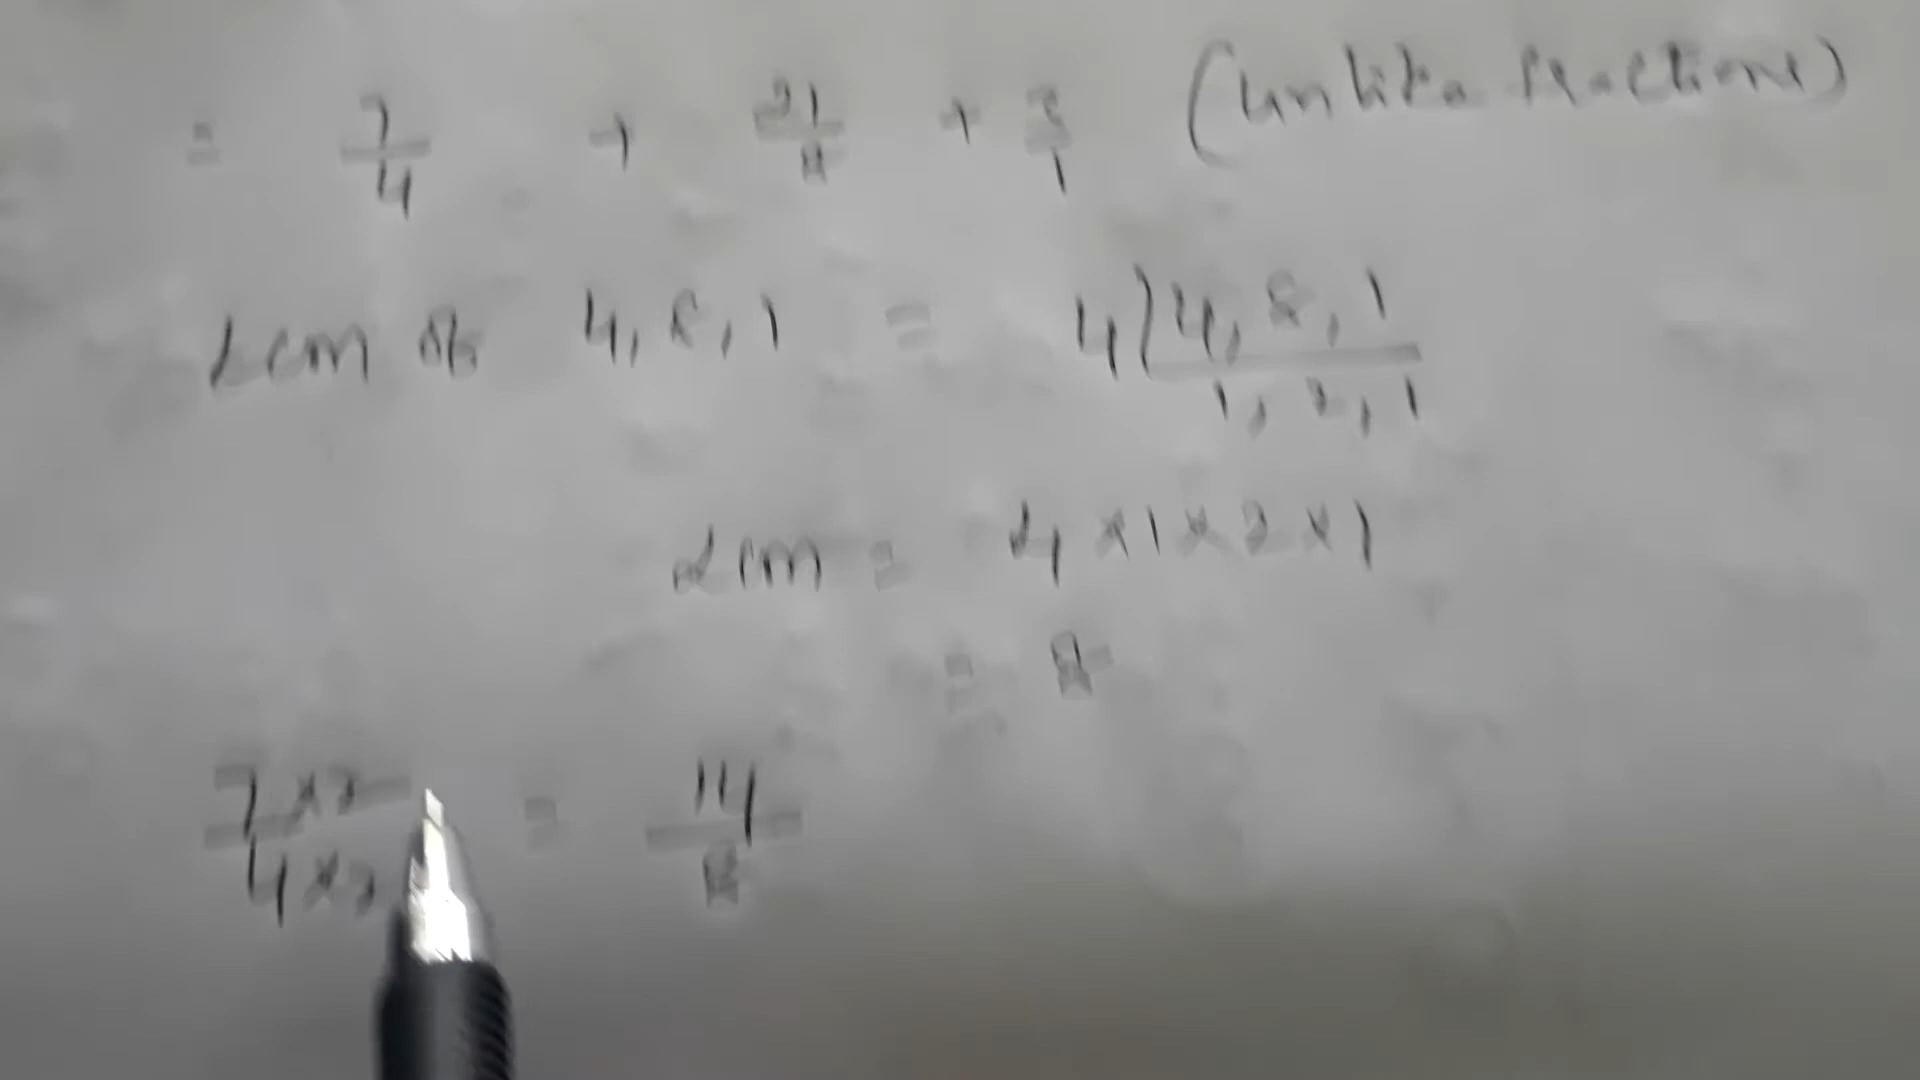 = 7/4 + 21/8 + 3/1 (unlike fractions)
Lcm of 4, 8, 1 = 4) 4, 8, 1
1, 2, 1
Lcm = 4 × 1 × 2 × 1
= 8
7×2/4×2 = 14/8